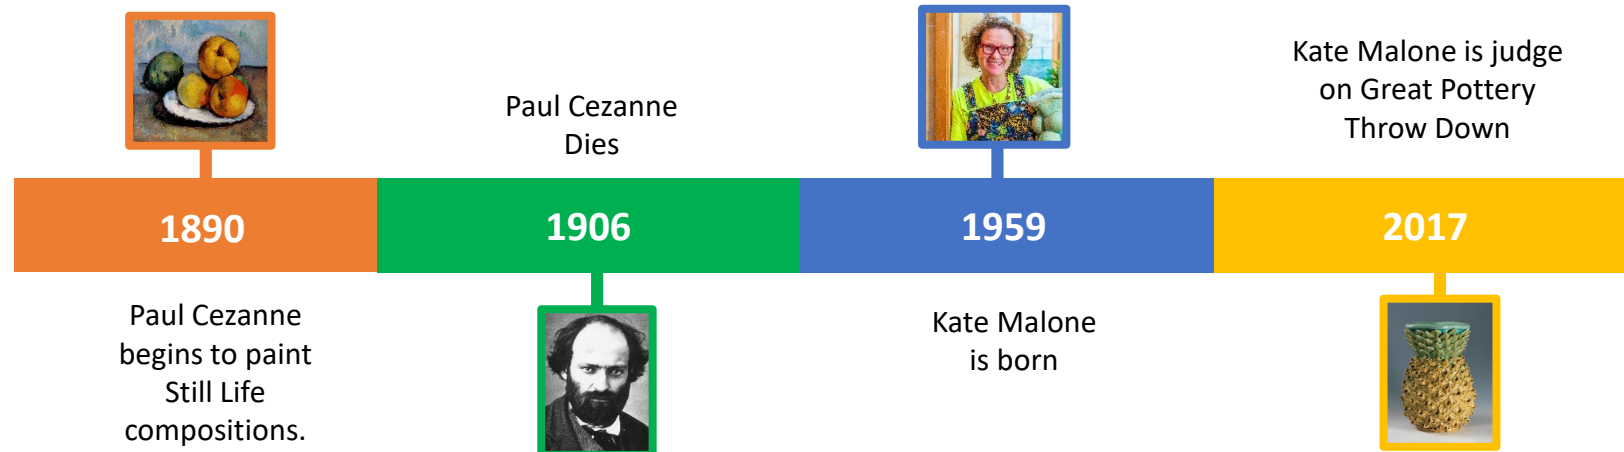 1890
Paul Cezanne
begins to paint
Still Life
compositions.
Paul Cezanne
Dies
1906
1959
Kate Malone
is born
Kate Malone is judge
on Great Pottery
Throw Down
2017